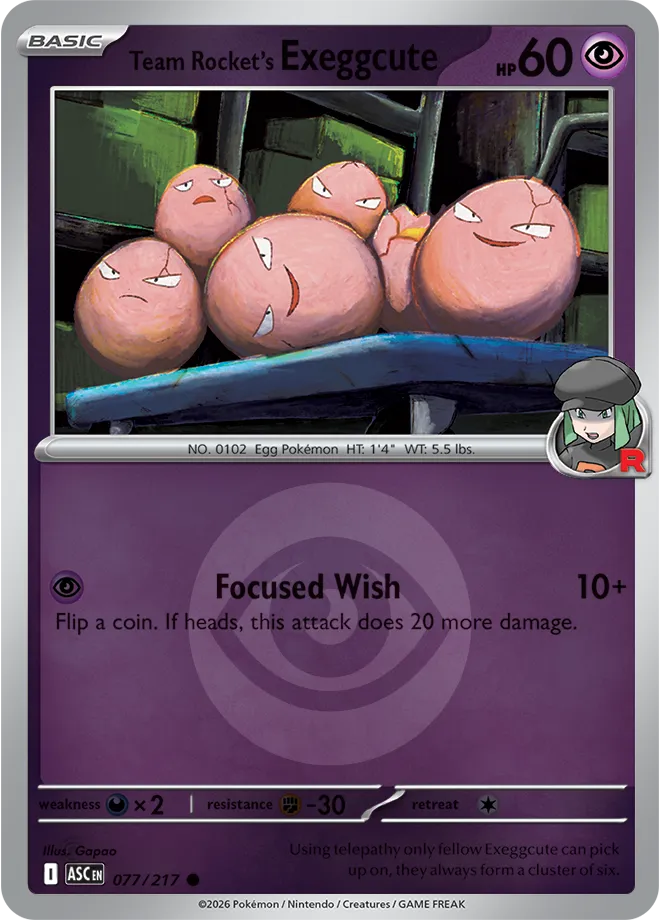 BASIC
Team Rocket's Exeggcute HP 60
NO. 0102 Egg Pokémon HT: 1'4" WT: 5.5 lbs.
R
Focused Wish 10+
Flip a coin. If heads, this attack does 20 more damage.
weakness ×2 resistance -30 retreat
Illus. Gapao
Using telepathy only fellow Exeggcute can pick
up on, they always form a cluster of six.
I ASC EN 077/217
©2026 Pokémon / Nintendo / Creatures / GAME FREAK